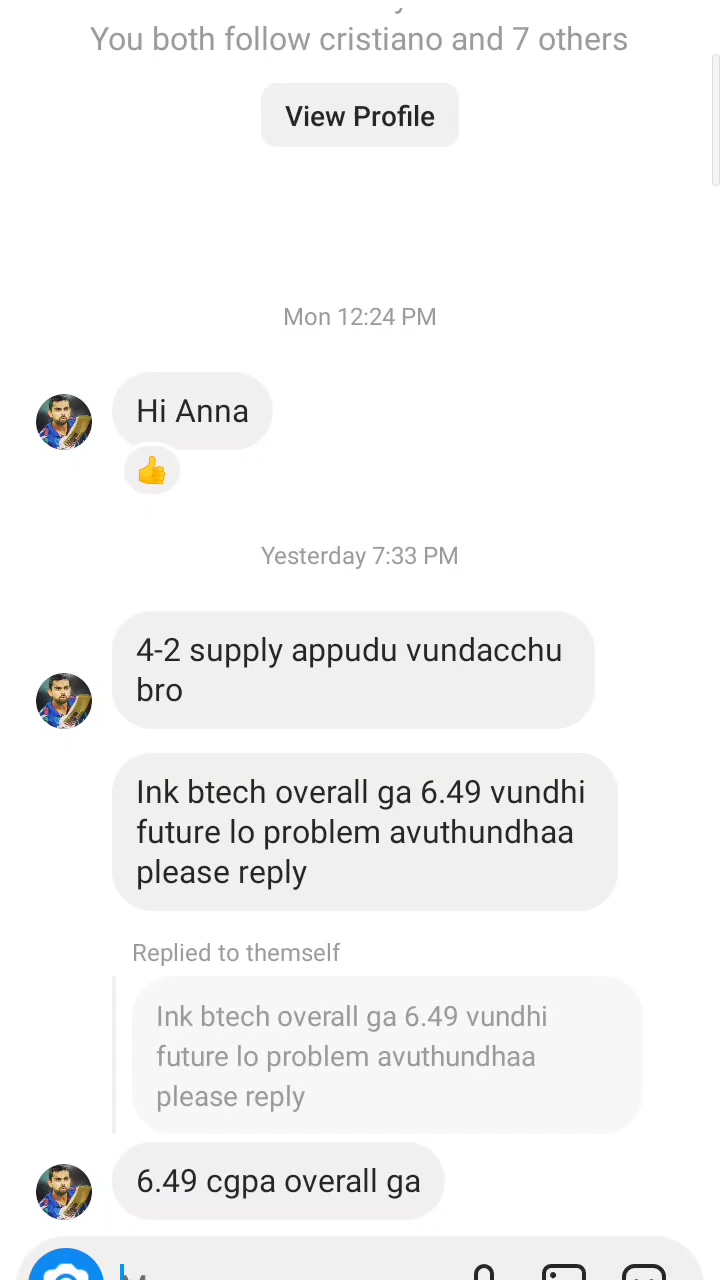 You both follow cristiano and 7 others
View Profile
Mon 12:24 PM
Hi Anna
👍
Yesterday 7:33 PM
4-2 supply appudu vundacchu
bro
Ink btech overall ga 6.49 vundhi
future lo problem avuthundhaa
please reply
Replied to themself
Ink btech overall ga 6.49 vundhi
future lo problem avuthundhaa
please reply
6.49 cgpa overall ga